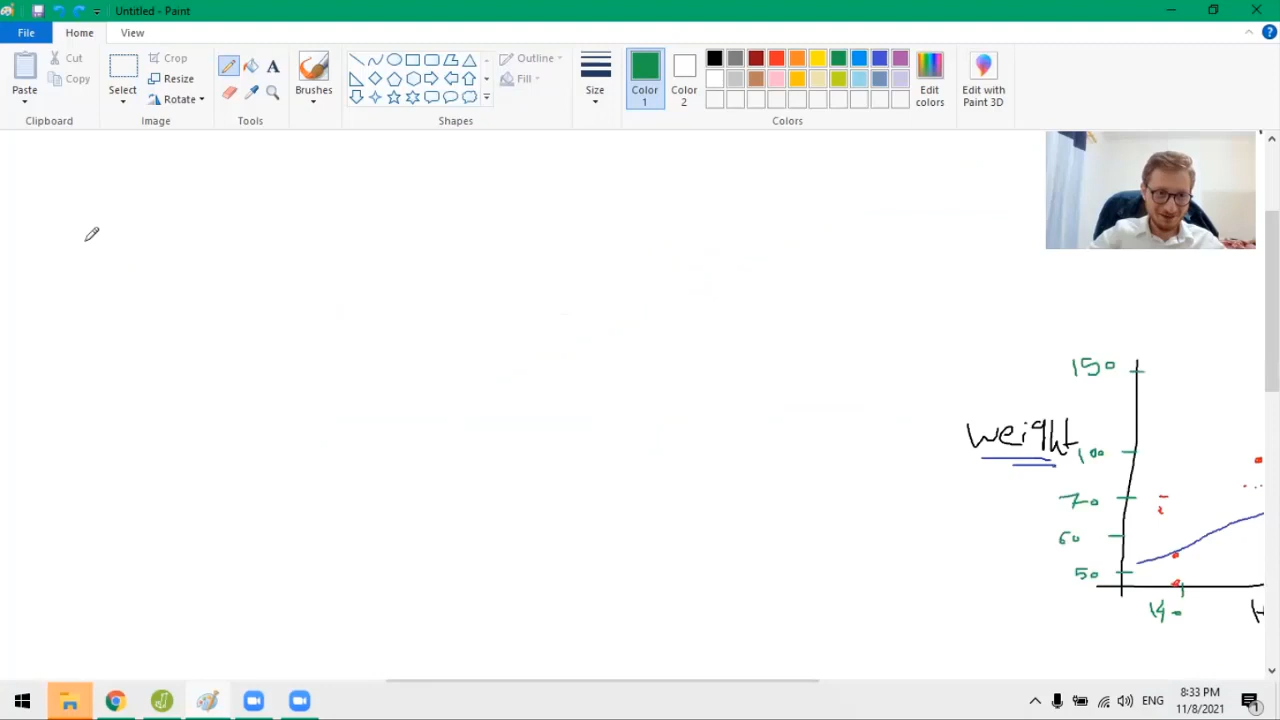 Untitled - Paint
File Home View
Paste
Cut
Copy
Clipboard
Select
Crop
Resize
Rotate
Image
A
Tools
Brushes
Shapes
Outline
Fill
Size
Color 1
Color 2
Edit colors
Colors
Edit with Paint 3D
150
weight
100
70
60
50
140
ENG
8:33 PM
11/8/2021
1